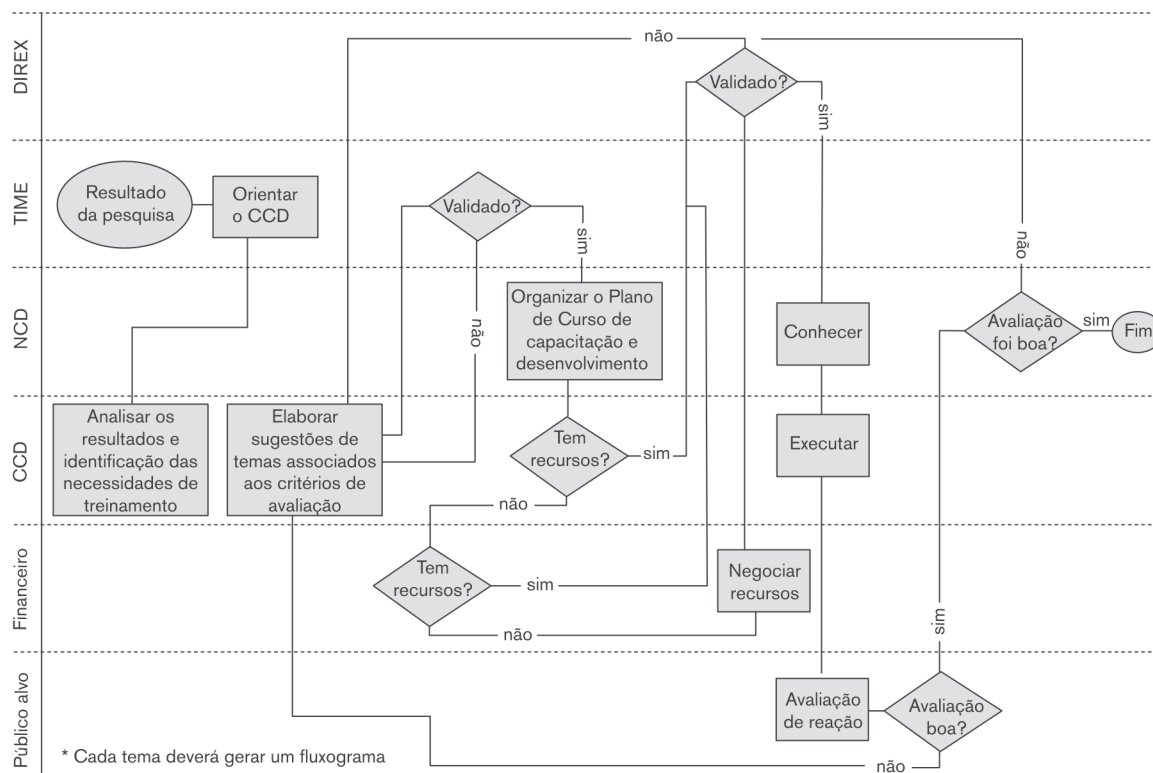 DIREX
não
Validado?
sim
TIME
Resultado
da pesquisa
Orientar
o CCD
Validado?
sim
não
não
NCD
Organizar o Plano
de Curso de
capacitação e
desenvolvimento
Conhecer
Avaliação
foi boa?
sim
Fim
CCD
Analisar os
resultados e
identificação das
necessidades de
treinamento
Elaborar
sugestões de
temas associados
aos critérios de
avaliação
Tem
recursos?
sim
não
Executar
Financeiro
Tem
recursos?
sim
não
Negociar
recursos
sim
Público alvo
Avaliação
de reação
Avaliação
boa?
não
* Cada tema deverá gerar um fluxograma